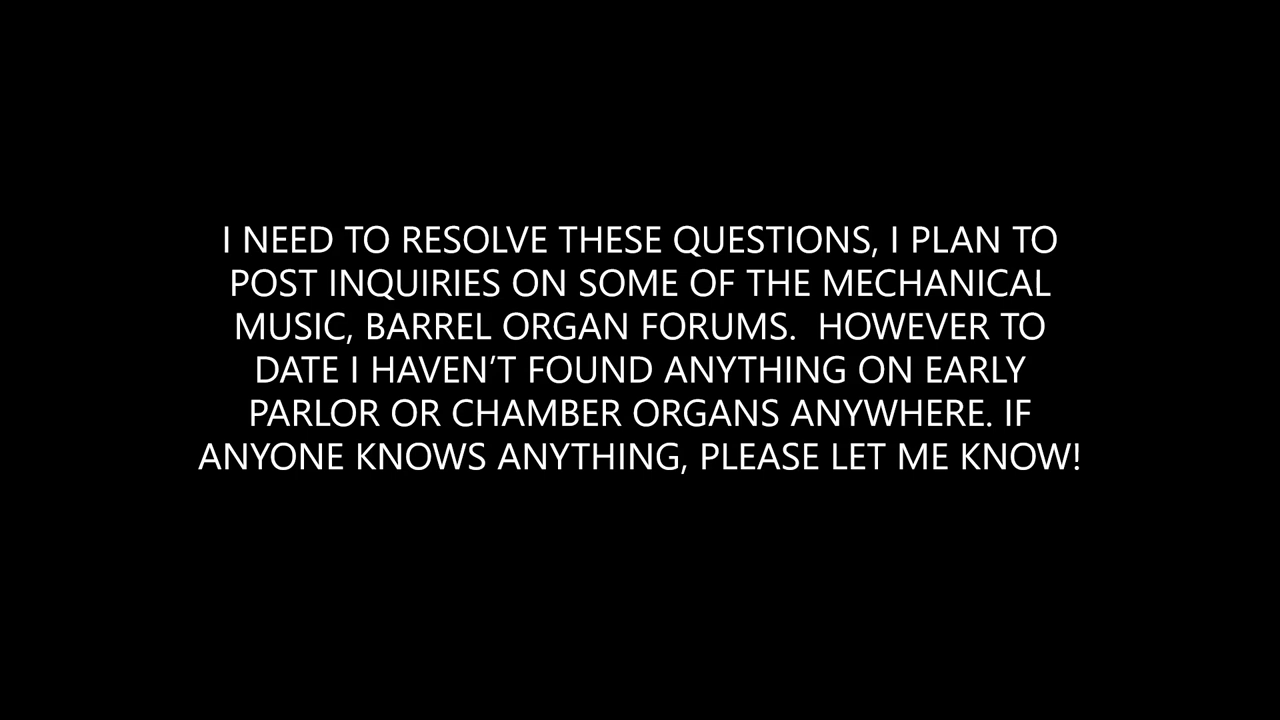 I NEED TO RESOLVE THESE QUESTIONS, I PLAN TO
POST INQUIRIES ON SOME OF THE MECHANICAL
MUSIC, BARREL ORGAN FORUMS.  HOWEVER TO
DATE I HAVEN’T FOUND ANYTHING ON EARLY
PARLOR OR CHAMBER ORGANS ANYWHERE. IF
ANYONE KNOWS ANYTHING, PLEASE LET ME KNOW!